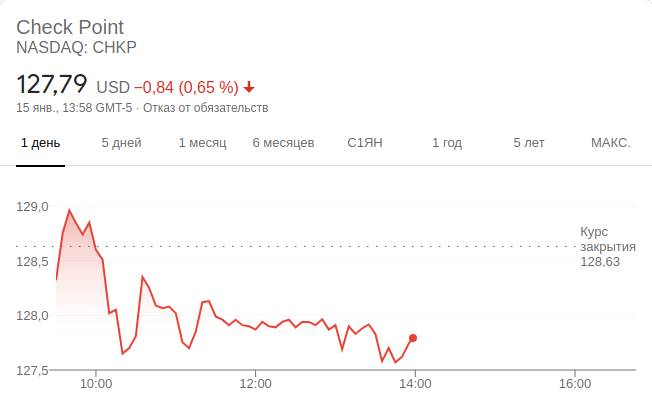 Check Point
NASDAQ: CHKP
127,79 USD −0,84 (0,65 %)
15 янв., 13:58 GMT-5 · Отказ от обязательств
1 день 5 дней 1 месяц 6 месяцев С1ЯН 1 год 5 лет МАКС.
129,0
Курс
закрытия
128,63
128,5
128,0
127,5
10:00 12:00 14:00 16:00